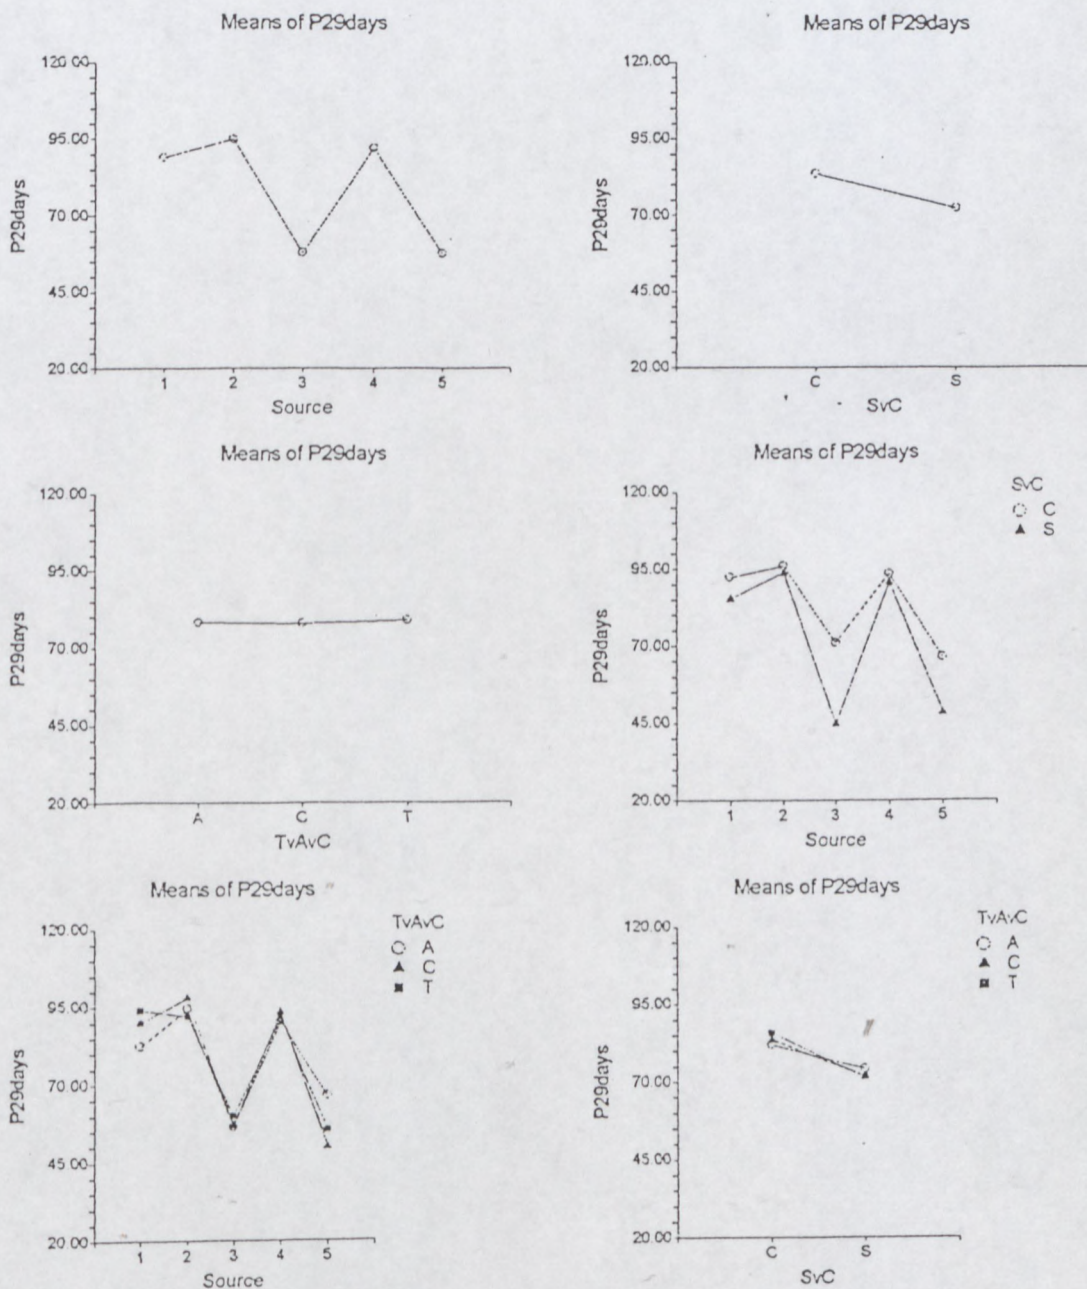 Means of P29days
120.00
95.00
70.00
45.00
20.00
P29days
1 2 3 4 5
Source
Means of P29days
120.00
95.00
70.00
45.00
20.00
P29days
C S
SvC
Means of P29days
120.00
95.00
70.00
45.00
20.00
P29days
A C T
TvAvC
Means of P29days
120.00
95.00
70.00
45.00
20.00
P29days
1 2 3 4 5
Source
SvC
C
S
Means of P29days
120.00
95.00
70.00
45.00
20.00
P29days
1 2 3 4 5
Source
TvAvC
A
C
T
Means of P29days
120.00
95.00
70.00
45.00
20.00
P29days
C S
SvC
TvAvC
A
C
T